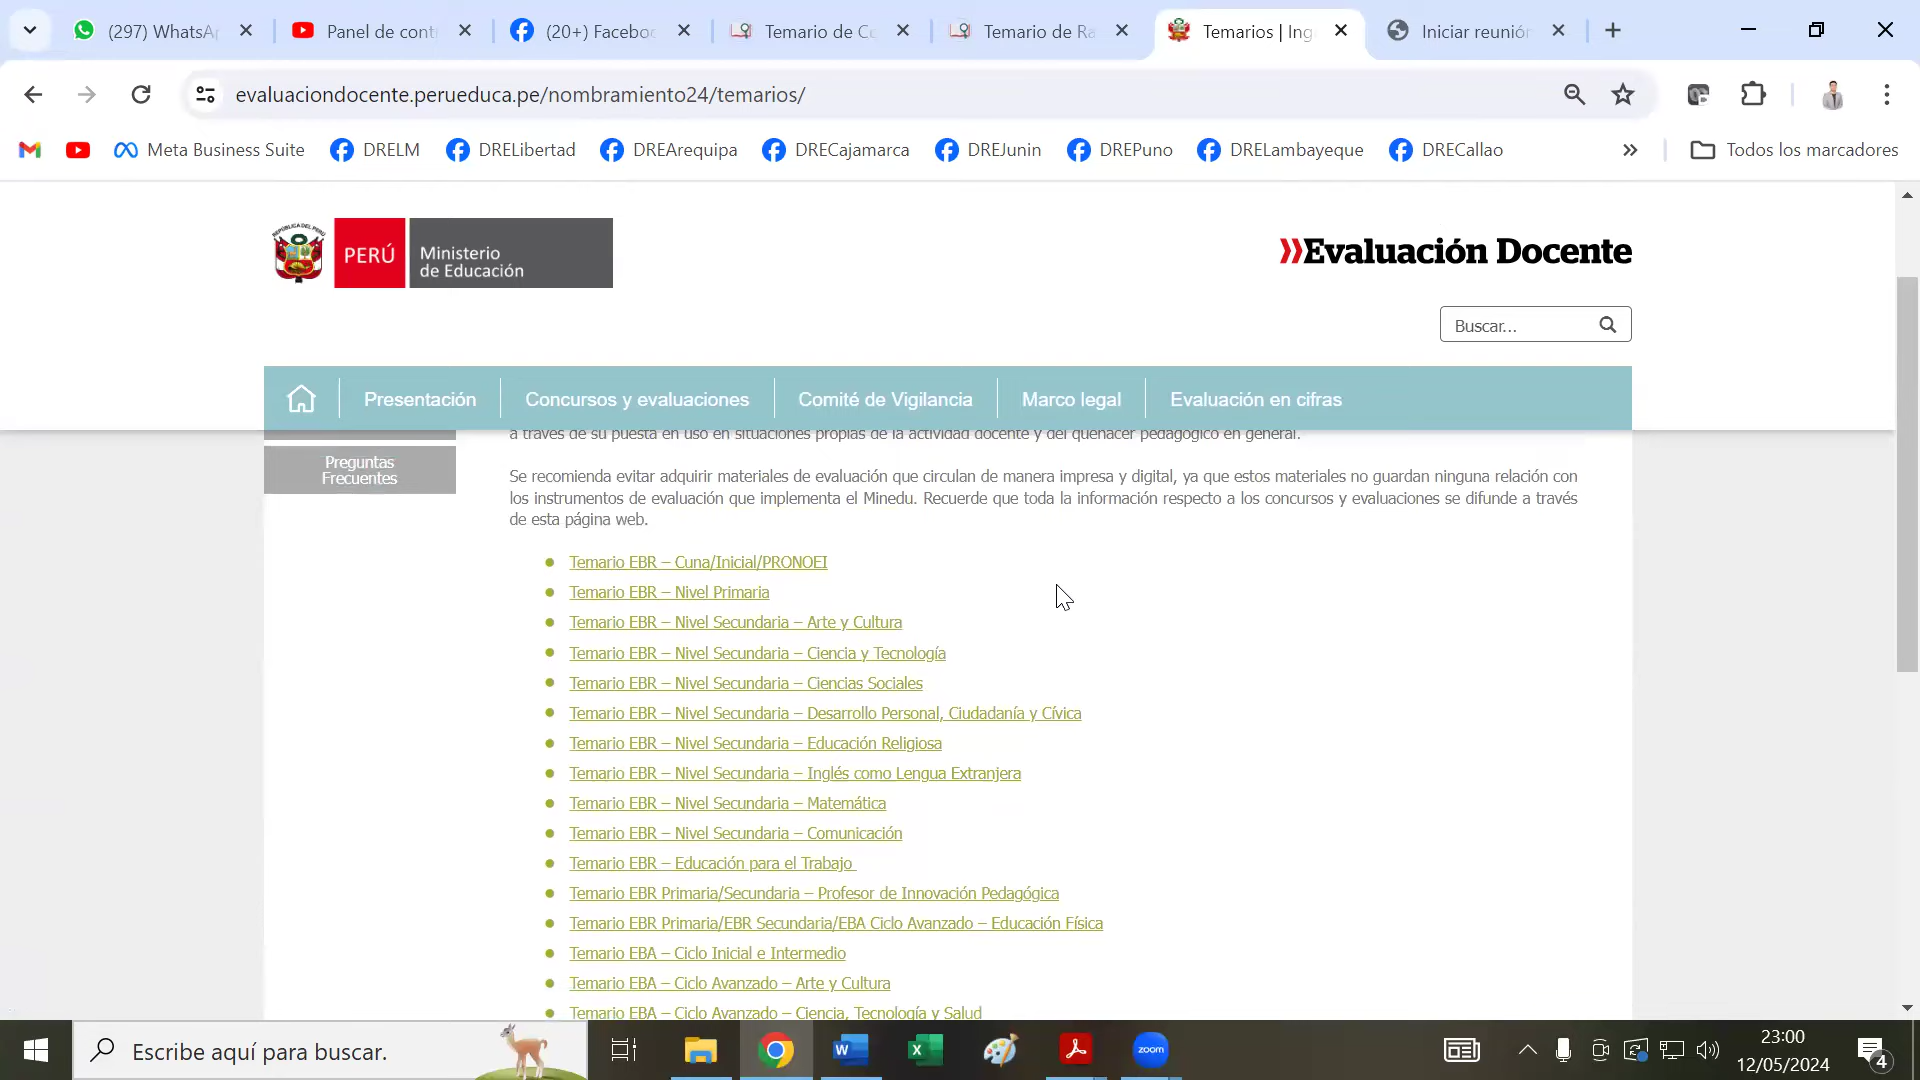 (297) WhatsA
Panel de cont
(20+) Facebo
Temario de C
Temario de Ra
Temarios | Ing
Iniciar reunió
evaluaciondocente.perueduca.pe/nombramiento24/temarios/
Meta Business Suite
DRELM
DRELibertad
DREArequipa
DRECajamarca
DREJunin
DREPuno
DRELambayeque
DRECallao
Todos los marcadores
PERÚ
Ministerio
de Educación
Evaluación Docente
Buscar...
Presentación
Concursos y evaluaciones
Comité de Vigilancia
Marco legal
Evaluación en cifras
a través de su puesta en uso en situaciones propias de la actividad docente y del quehacer pedagógico en general.
Preguntas
Frecuentes
Se recomienda evitar adquirir materiales de evaluación que circulan de manera impresa y digital, ya que estos materiales no guardan ninguna relación con
los instrumentos de evaluación que implementa el Minedu. Recuerde que toda la información respecto a los concursos y evaluaciones se difunde a través
de esta página web.
Temario EBR – Cuna/Inicial/PRONOEI
Temario EBR – Nivel Primaria
Temario EBR – Nivel Secundaria – Arte y Cultura
Temario EBR – Nivel Secundaria – Ciencia y Tecnología
Temario EBR – Nivel Secundaria – Ciencias Sociales
Temario EBR – Nivel Secundaria – Desarrollo Personal, Ciudadanía y Cívica
Temario EBR – Nivel Secundaria – Educación Religiosa
Temario EBR – Nivel Secundaria – Inglés como Lengua Extranjera
Temario EBR – Nivel Secundaria – Matemática
Temario EBR – Nivel Secundaria – Comunicación
Temario EBR – Educación para el Trabajo
Temario EBR Primaria/Secundaria – Profesor de Innovación Pedagógica
Temario EBR Primaria/EBR Secundaria/EBA Ciclo Avanzado – Educación Física
Temario EBA – Ciclo Inicial e Intermedio
Temario EBA – Ciclo Avanzado – Arte y Cultura
Temario EBA – Ciclo Avanzado – Ciencia, Tecnología y Salud
Escribe aquí para buscar.
zoom
23:00
12/05/2024
4